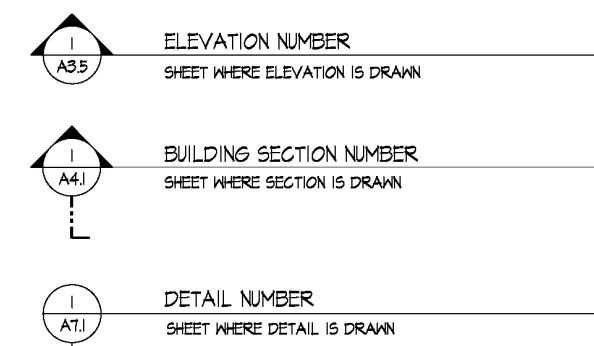 1 ELEVATION NUMBER
A3.5 SHEET WHERE ELEVATION IS DRAWN
1 BUILDING SECTION NUMBER
A4.1 SHEET WHERE SECTION IS DRAWN
1 DETAIL NUMBER
A7.1 SHEET WHERE DETAIL IS DRAWN